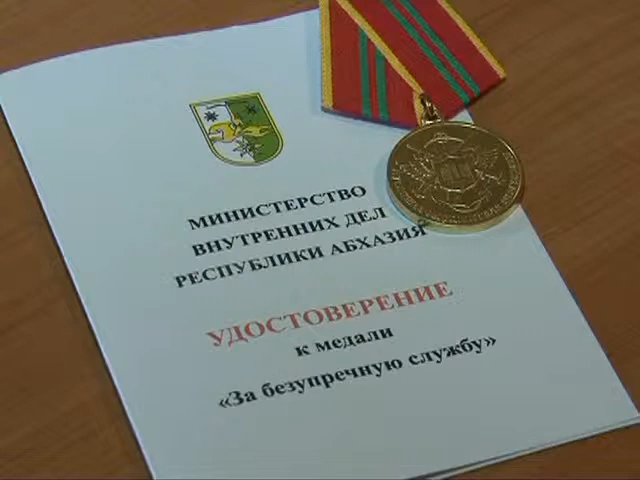 МИНИСТЕРСТВО
ВНУТРЕННИХ ДЕЛ
РЕСПУБЛИКИ АБХАЗИЯ
УДОСТОВЕРЕНИЕ
к медали
«За безупречную службу»